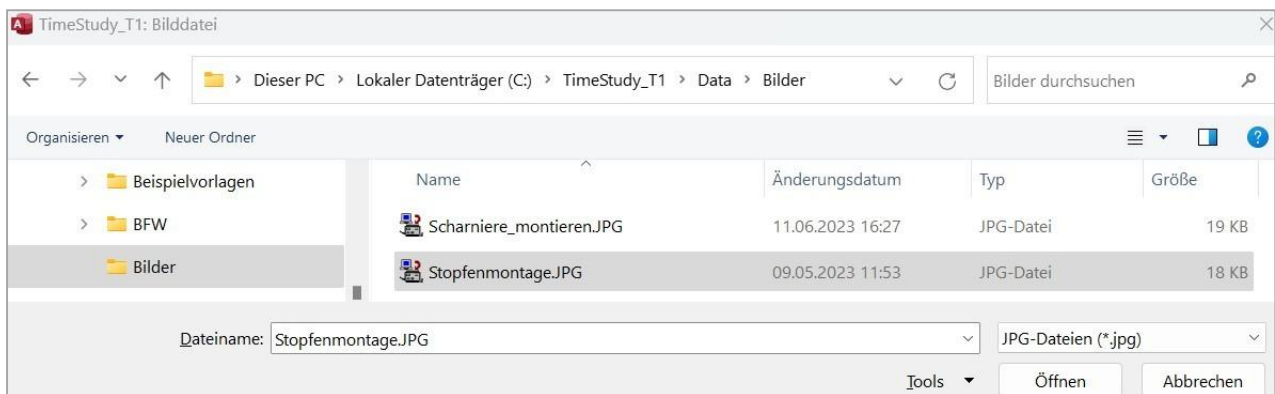 TimeStudy_T1: Bilddatei
Dieser PC > Lokaler Datenträger (C:) > TimeStudy_T1 > Data > Bilder Bilder durchsuchen
Organisieren Neuer Ordner
Beispielvorlagen Name Änderungsdatum Typ Größe
BFW Scharniere_montieren.JPG 11.06.2023 16:27 JPG-Datei 19 KB
Bilder Stopfenmontage.JPG 09.05.2023 11:53 JPG-Datei 18 KB
Dateiname: Stopfenmontage.JPG JPG-Dateien (*.jpg)
Tools Öffnen Abbrechen